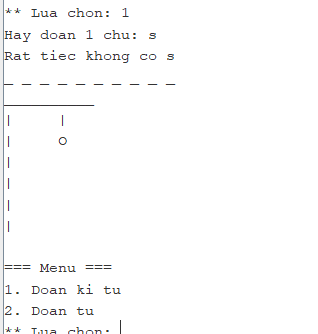 ** Lua chon: 1
Hay doan 1 chu: s
Rat tiec khong co s
_ _ _ _ _ _ _ _ _ _
__________
|     |
|     O
|
|
|
|
=== Menu ===
1. Doan ki tu
2. Doan tu
** Lua chon: